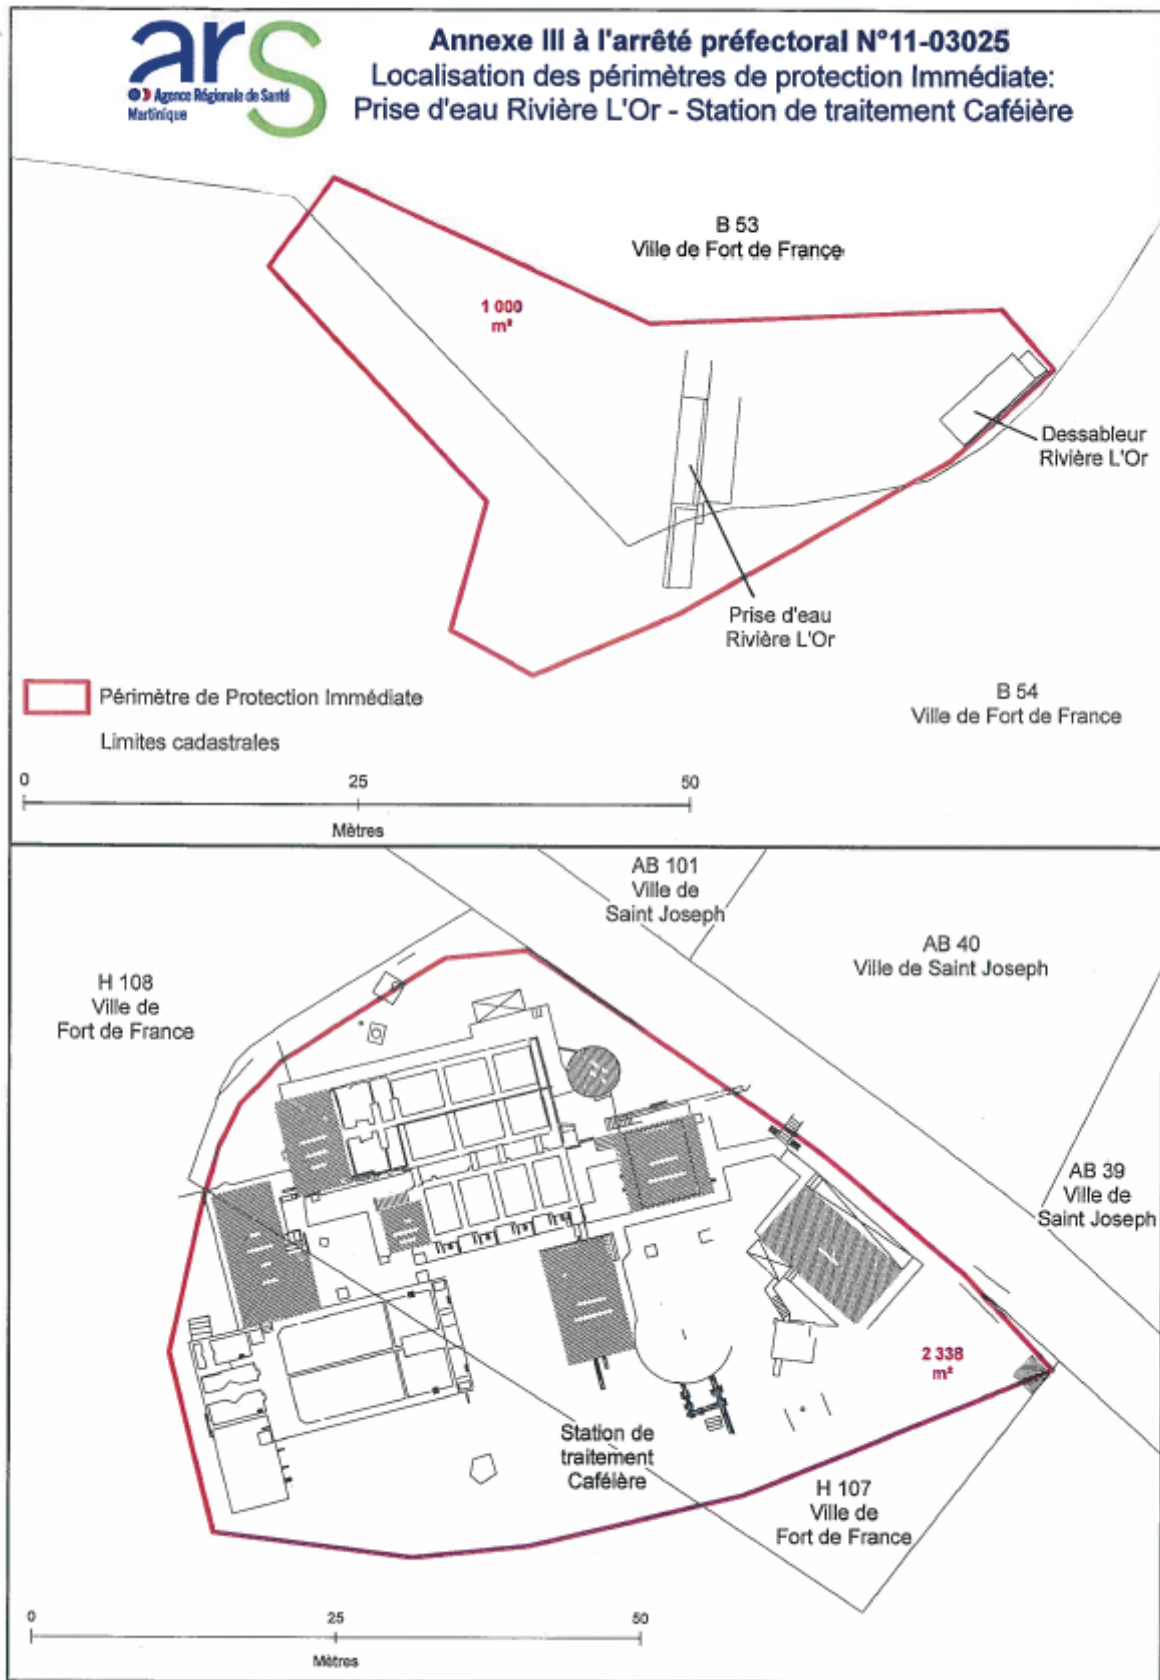 ars
Agence Régionale de Santé
Martinique
Annexe III à l'arrêté préfectoral N°11-03025
Localisation des périmètres de protection Immédiate:
Prise d'eau Rivière L'Or - Station de traitement Caféière
B 53
Ville de Fort de France
1 000
m²
Dessableur
Rivière L'Or
Prise d'eau
Rivière L'Or
B 54
Ville de Fort de France
Périmètre de Protection Immédiate
Limites cadastrales
0 25 50
Mètres
AB 101
Ville de
Saint Joseph
AB 40
Ville de Saint Joseph
H 108
Ville de
Fort de France
AB 39
Ville de
Saint Joseph
2 338
m²
Station de
traitement
Caféière
H 107
Ville de
Fort de France
0 25 50
Mètres